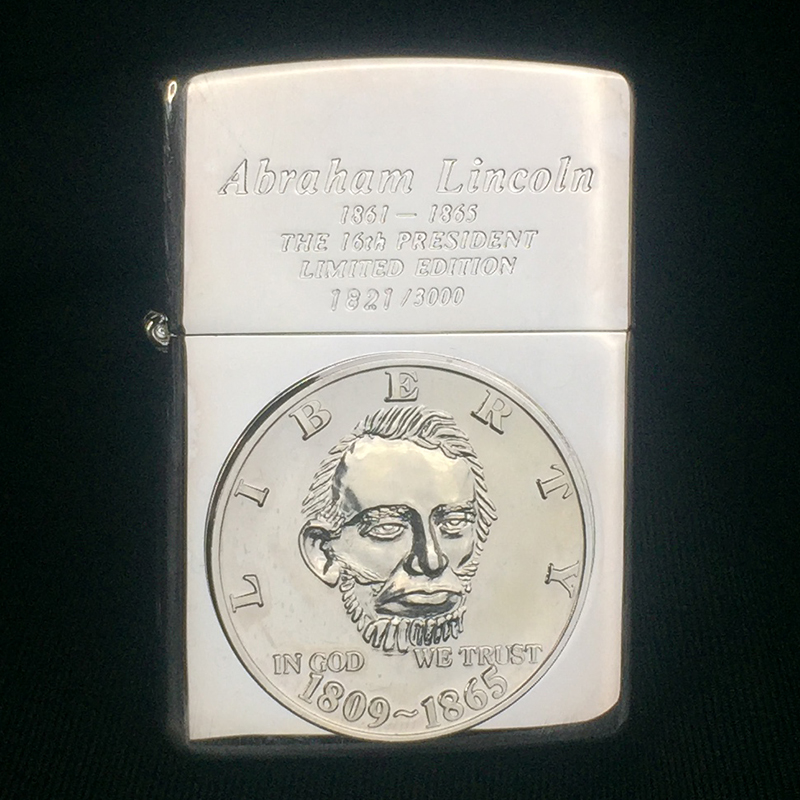 Abraham Lincoln
1861 — 1865
THE 16th PRESIDENT
LIMITED EDITION
1821/3000
LIBERTY
IN GOD WE TRUST
1809~1865